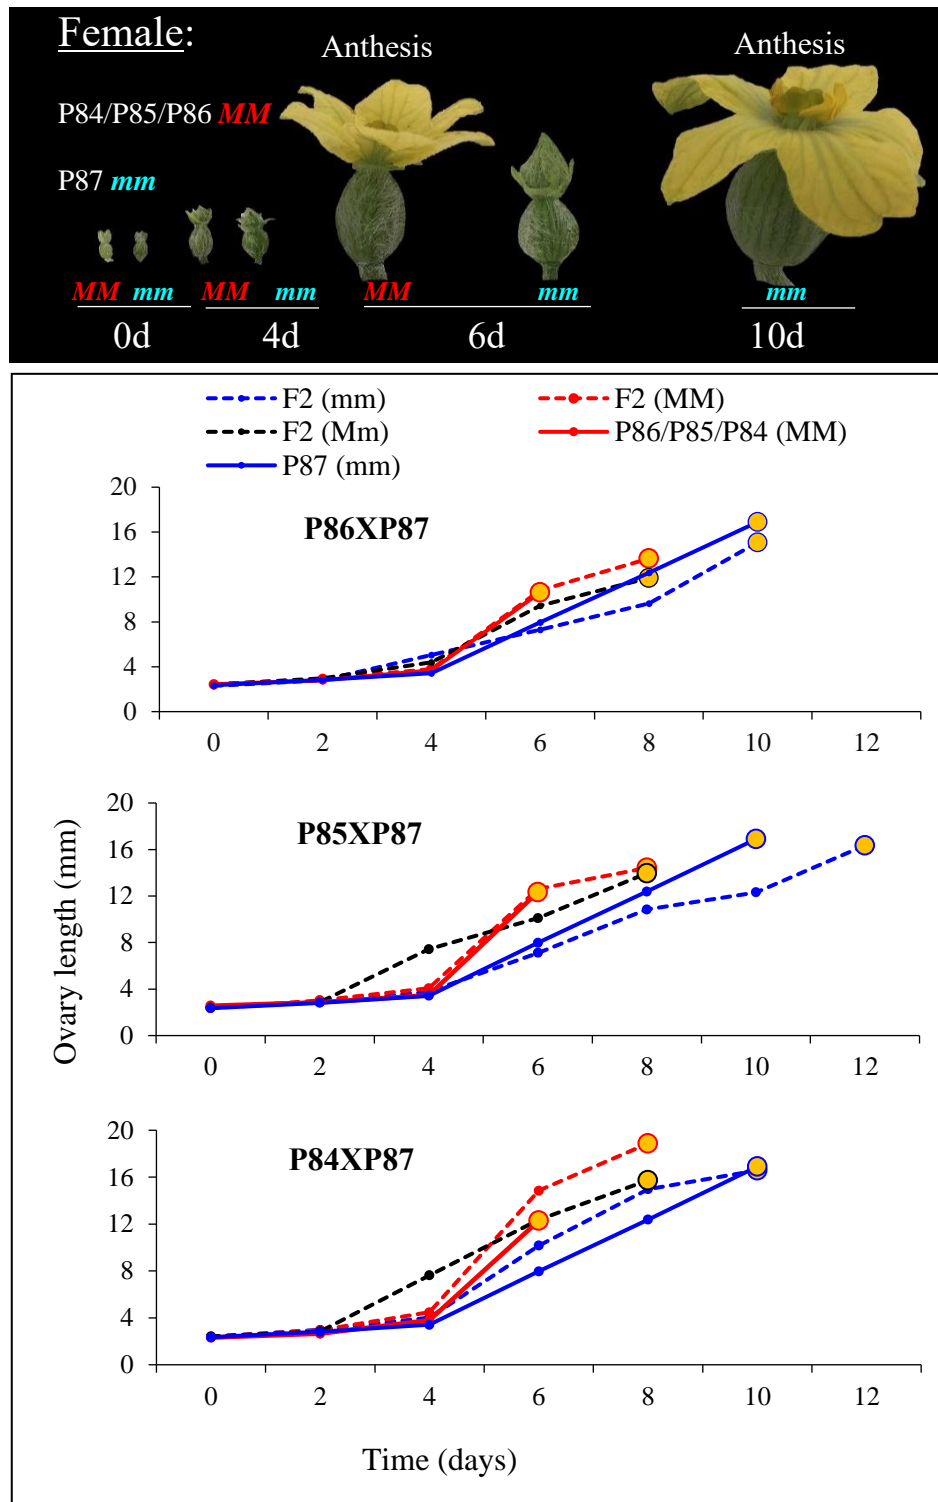 Female:
Anthesis
Anthesis
P84/P85/P86 MM
P87 mm
MM mm MM mm MM mm mm
0d 4d 6d 10d
F2 (mm) F2 (MM)
F2 (Mm) P86/P85/P84 (MM)
P87 (mm)
P86XP87
20
16
12
8
4
0
0 2 4 6 8 10 12
P85XP87
20
16
12
8
4
0
0 2 4 6 8 10 12
Ovary length (mm)
P84XP87
20
16
12
8
4
0
0 2 4 6 8 10 12
Time (days)